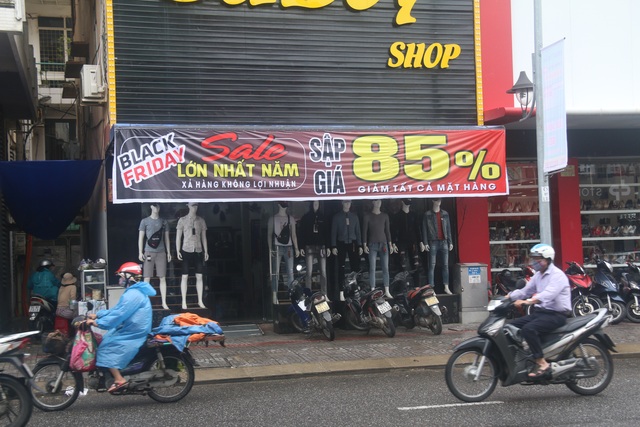 SHOP
BLACK
FRIDAY
Sale
LỚN NHẤT NĂM
XẢ HÀNG KHÔNG LỢI NHUẬN
SẬP
GIÁ
85%
GIẢM TẤT CẢ MẶT HÀNG